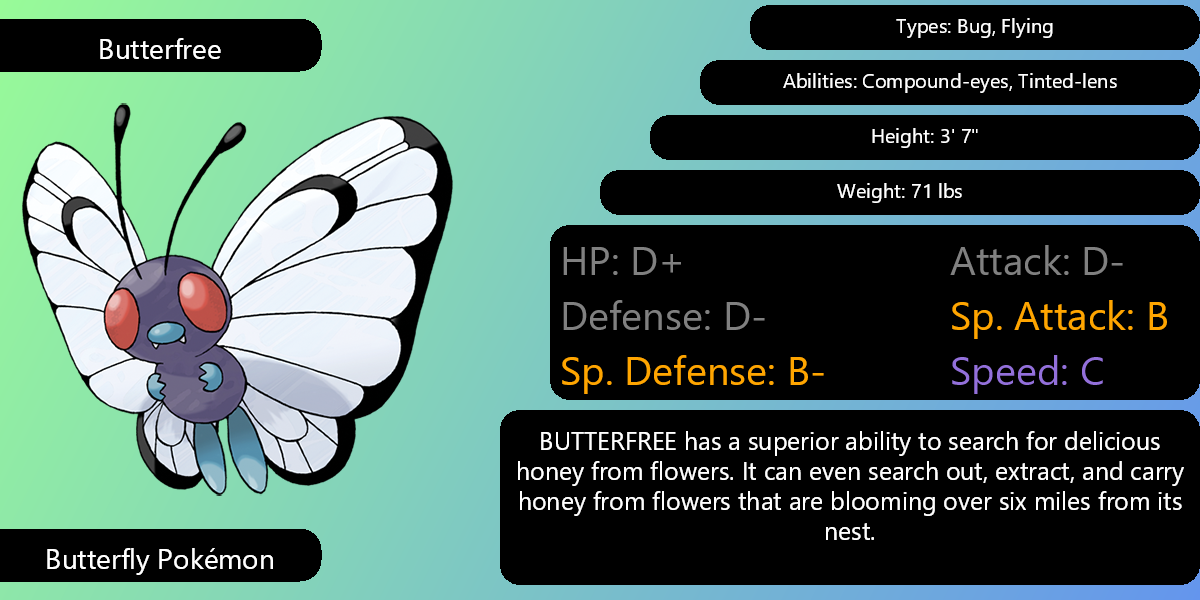 Butterfree
Types: Bug, Flying
Abilities: Compound-eyes, Tinted-lens
Height: 3' 7"
Weight: 71 lbs
HP: D+
Attack: D-
Defense: D-
Sp. Attack: B
Sp. Defense: B-
Speed: C
BUTTERFREE has a superior ability to search for delicious
honey from flowers. It can even search out, extract, and carry
honey from flowers that are blooming over six miles from its
nest.
Butterfly Pokémon